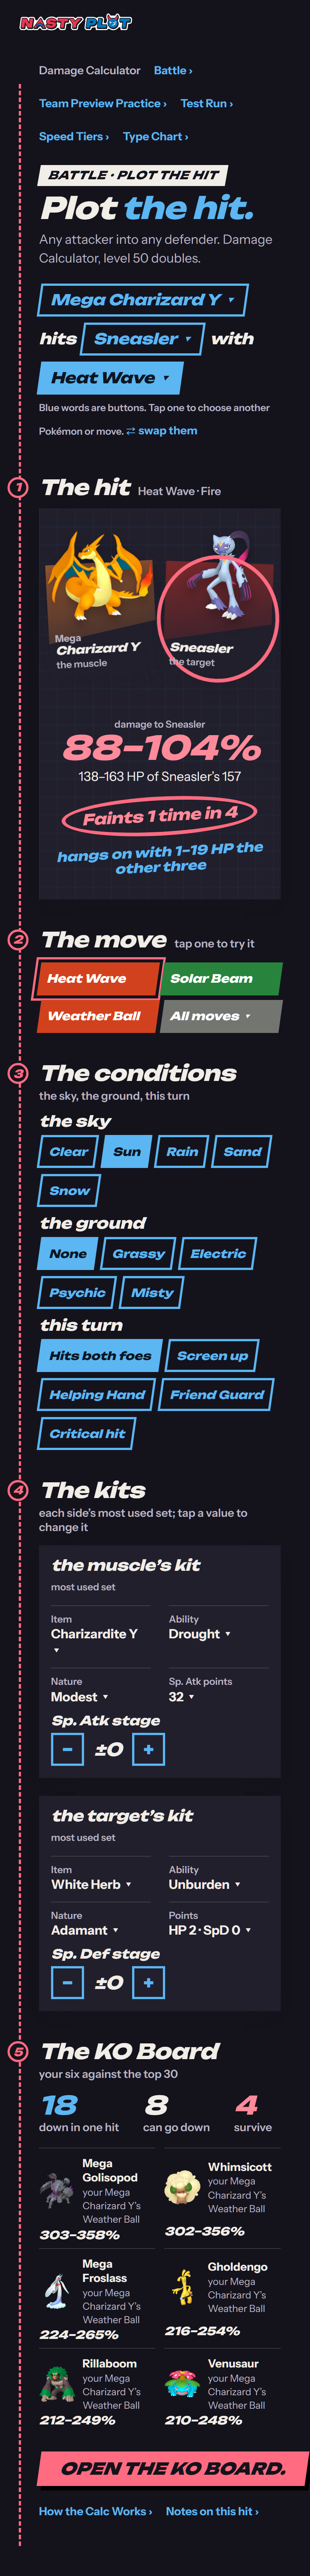 NASTY PLOT
Damage Calculator Battle ›
Team Preview Practice › Test Run ›
Speed Tiers › Type Chart ›
BATTLE · PLOT THE HIT
Plot the hit.
Any attacker into any defender. Damage
Calculator, level 50 doubles.
Mega Charizard Y ▾
hits Sneasler ▾ with
Heat Wave ▾
Blue words are buttons. Tap one to choose another
Pokémon or move. ⇄ swap them
1 The hit Heat Wave · Fire
Mega
Charizard Y
the muscle
Sneasler
the target
damage to Sneasler
88–104%
138–163 HP of Sneasler's 157
Faints 1 time in 4
hangs on with 1–19 HP the
other three
2 The move tap one to try it
Heat Wave Solar Beam
Weather Ball All moves ▾
3 The conditions
the sky, the ground, this turn
the sky
Clear Sun Rain Sand
Snow
the ground
None Grassy Electric
Psychic Misty
this turn
Hits both foes Screen up
Helping Hand Friend Guard
Critical hit
4 The kits
each side's most used set; tap a value to
change it
the muscle's kit
most used set
Item
Charizardite Y
▾
Ability
Drought ▾
Nature
Modest ▾
Sp. Atk points
32 ▾
Sp. Atk stage
− ±0 +
the target's kit
most used set
Item
White Herb ▾
Ability
Unburden ▾
Nature
Adamant ▾
Points
HP 2 · SpD 0 ▾
Sp. Def stage
− ±0 +
5 The KO Board
your six against the top 30
18 8 4
down in one hit can go down survive
Mega
Golisopod
your Mega
Charizard Y's
Weather Ball
303–358%
Whimsicott
your Mega
Charizard Y's
Weather Ball
302–356%
Mega
Froslass
your Mega
Charizard Y's
Weather Ball
224–265%
Gholdengo
your Mega
Charizard Y's
Weather Ball
216–254%
Rillaboom
your Mega
Charizard Y's
Weather Ball
212–249%
Venusaur
your Mega
Charizard Y's
Weather Ball
210–248%
OPEN THE KO BOARD.
How the Calc Works › Notes on this hit ›